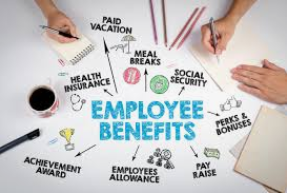 PAID
VACATION
MEAL
BREAKS
HEALTH
INSURANCE
SOCIAL
SECURITY
EMPLOYEE
BENEFITS
PERKS
& BONUSES
ACHIEVEMENT
AWARD
EMPLOYEES
ALLOWANCE
PAY
RAISE